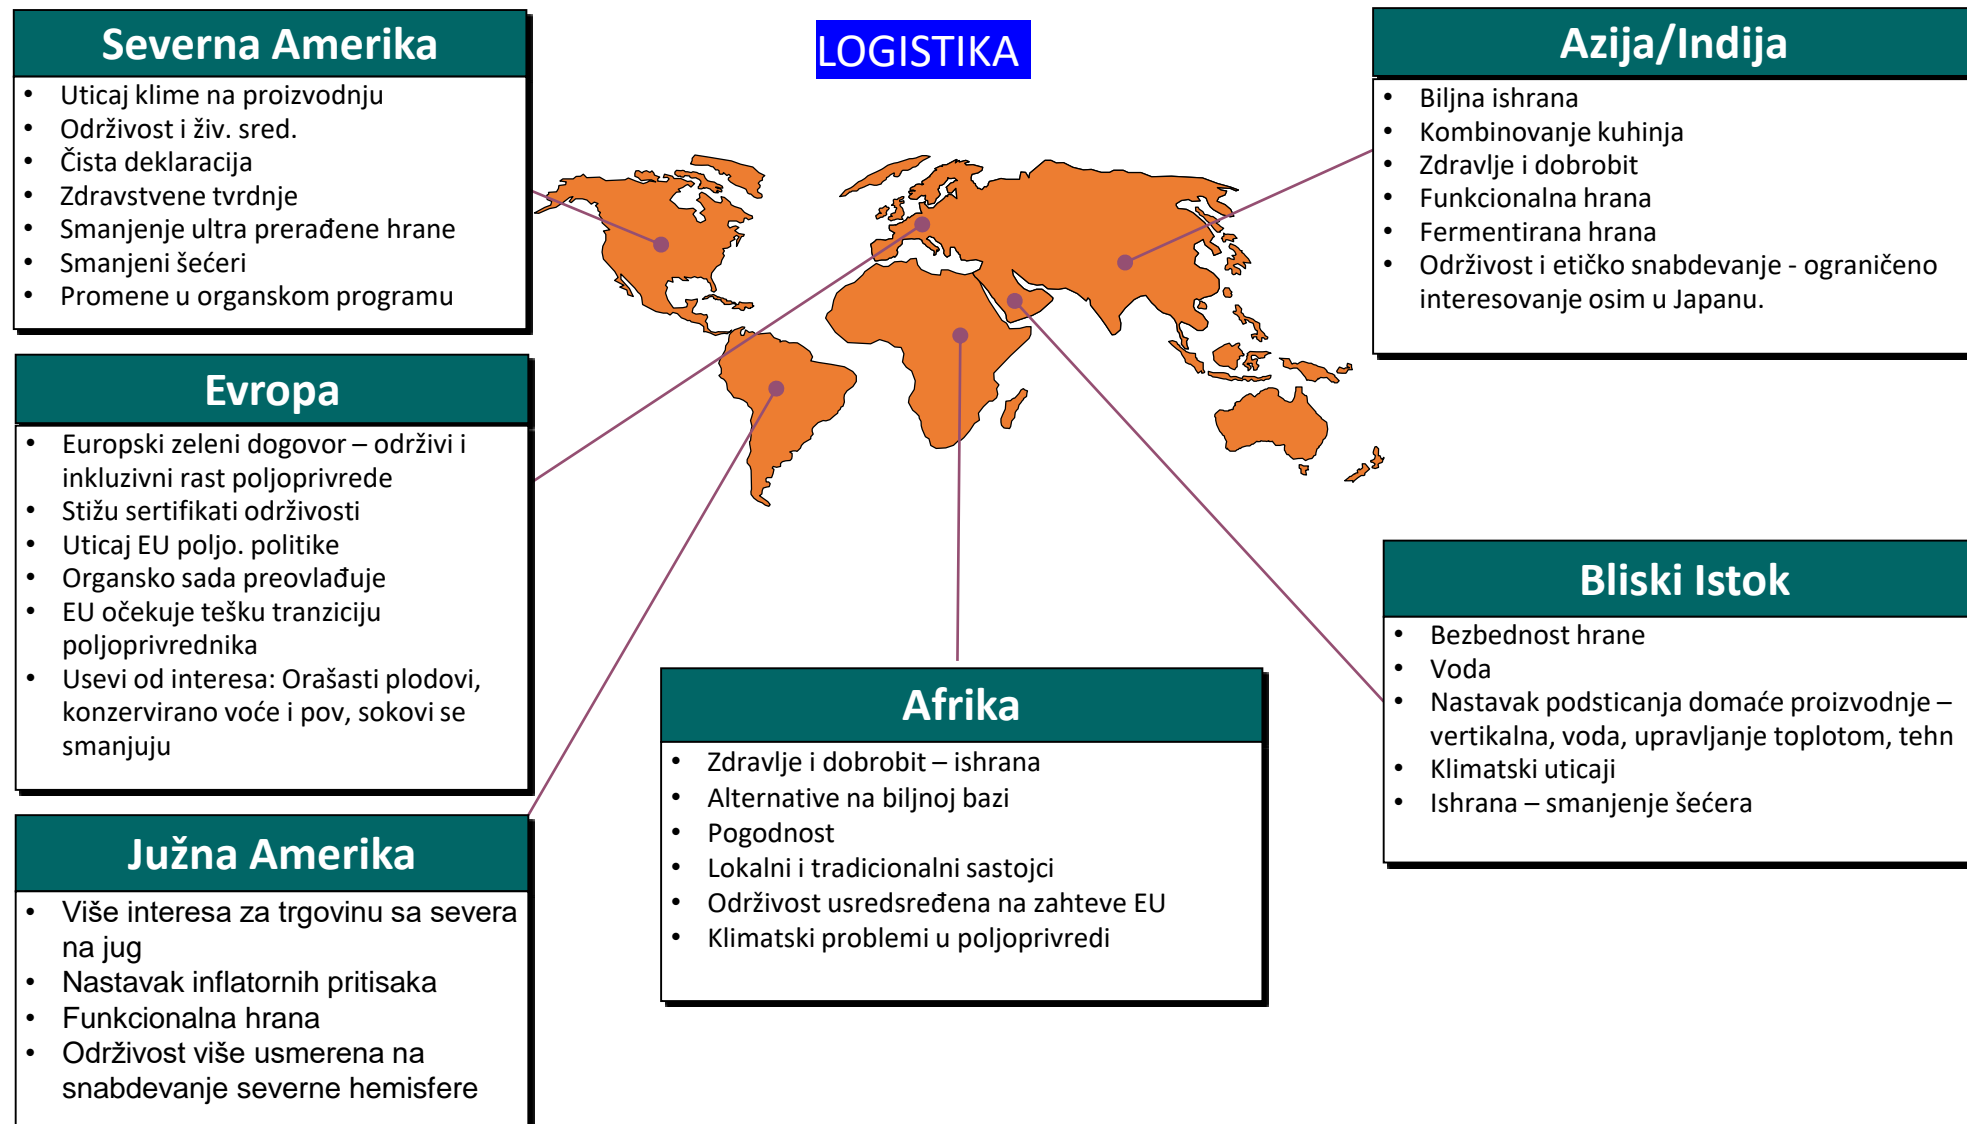 LOGISTIKA
Severna Amerika
• Uticaj klime na proizvodnju
• Održivost i živ. sred.
• Čista deklaracija
• Zdravstvene tvrdnje
• Smanjenje ultra prerađene hrane
• Smanjeni šećeri
• Promene u organskom programu
Evropa
• Europski zeleni dogovor – održivi i
inkluzivni rast poljoprivrede
• Stižu sertifikati održivosti
• Uticaj EU poljo. politike
• Organsko sada preovlađuje
• EU očekuje tešku tranziciju
poljoprivrednika
• Usevi od interesa: Orašasti plodovi,
konzervirano voće i pov, sokovi se
smanjuju
Južna Amerika
• Više interesa za trgovinu sa severa
na jug
• Nastavak inflatornih pritisaka
• Funkcionalna hrana
• Održivost više usmerena na
snabdevanje severne hemisfere
Afrika
• Zdravlje i dobrobit – ishrana
• Alternative na biljnoj bazi
• Pogodnost
• Lokalni i tradicionalni sastojci
• Održivost usredsređena na zahteve EU
• Klimatski problemi u poljoprivredi
Azija/Indija
• Biljna ishrana
• Kombinovanje kuhinja
• Zdravlje i dobrobit
• Funkcionalna hrana
• Fermentirana hrana
• Održivost i etičko snabdevanje - ograničeno
interesovanje osim u Japanu.
Bliski Istok
• Bezbednost hrane
• Voda
• Nastavak podsticanja domaće proizvodnje –
vertikalna, voda, upravljanje toplotom, tehn
• Klimatski uticaji
• Ishrana – smanjenje šećera